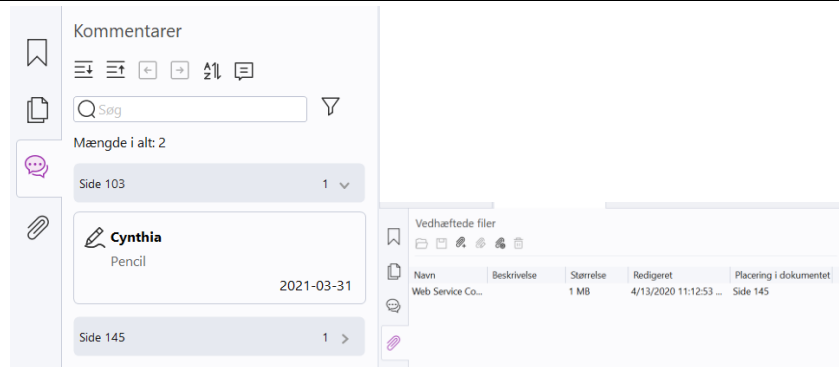 Kommentarer
Søg
Mængde i alt: 2
Side 103 1
Cynthia
Pencil
2021-03-31
Side 145 1
Vedhæftede filer
Navn Beskrivelse Størrelse Redigeret Placering i dokumentet
Web Service Co... 1 MB 4/13/2020 11:12:53 ... Side 145